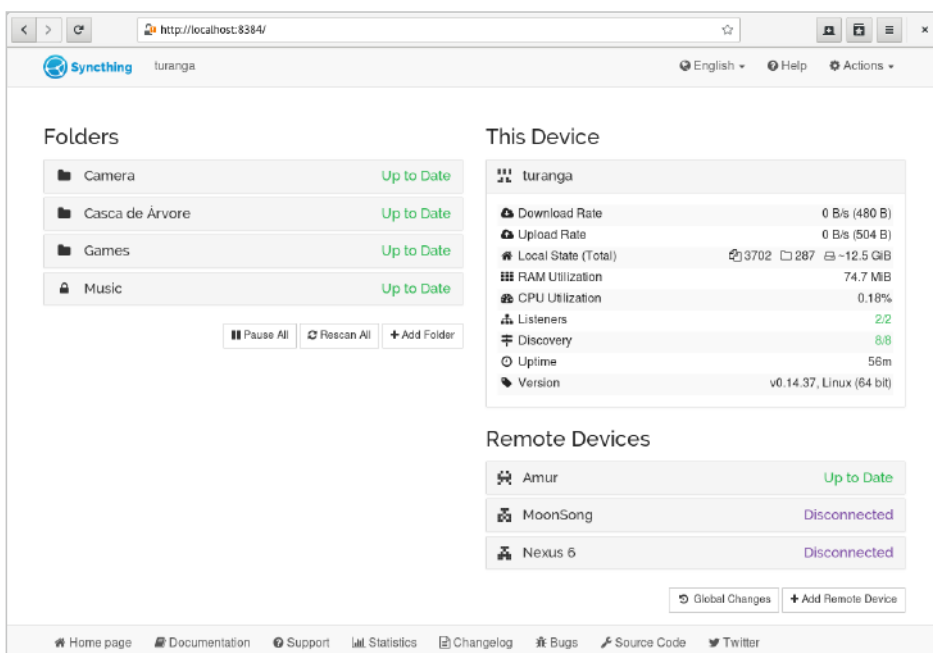 http://localhost:8384/
Syncthing turanga English Help Actions
Folders
Camera Up to Date
Casca de Árvore Up to Date
Games Up to Date
Music Up to Date
Pause All Rescan All Add Folder
This Device
turanga
Download Rate 0 B/s (480 B)
Upload Rate 0 B/s (504 B)
Local State (Total) 3702 287 ~12.5 GiB
RAM Utilization 74.7 MiB
CPU Utilization 0.18%
Listeners 2/2
Discovery 8/8
Uptime 56m
Version v0.14.37, Linux (64 bit)
Remote Devices
Amur Up to Date
MoonSong Disconnected
Nexus 6 Disconnected
Global Changes Add Remote Device
Home page Documentation Support Statistics Changelog Bugs Source Code Twitter